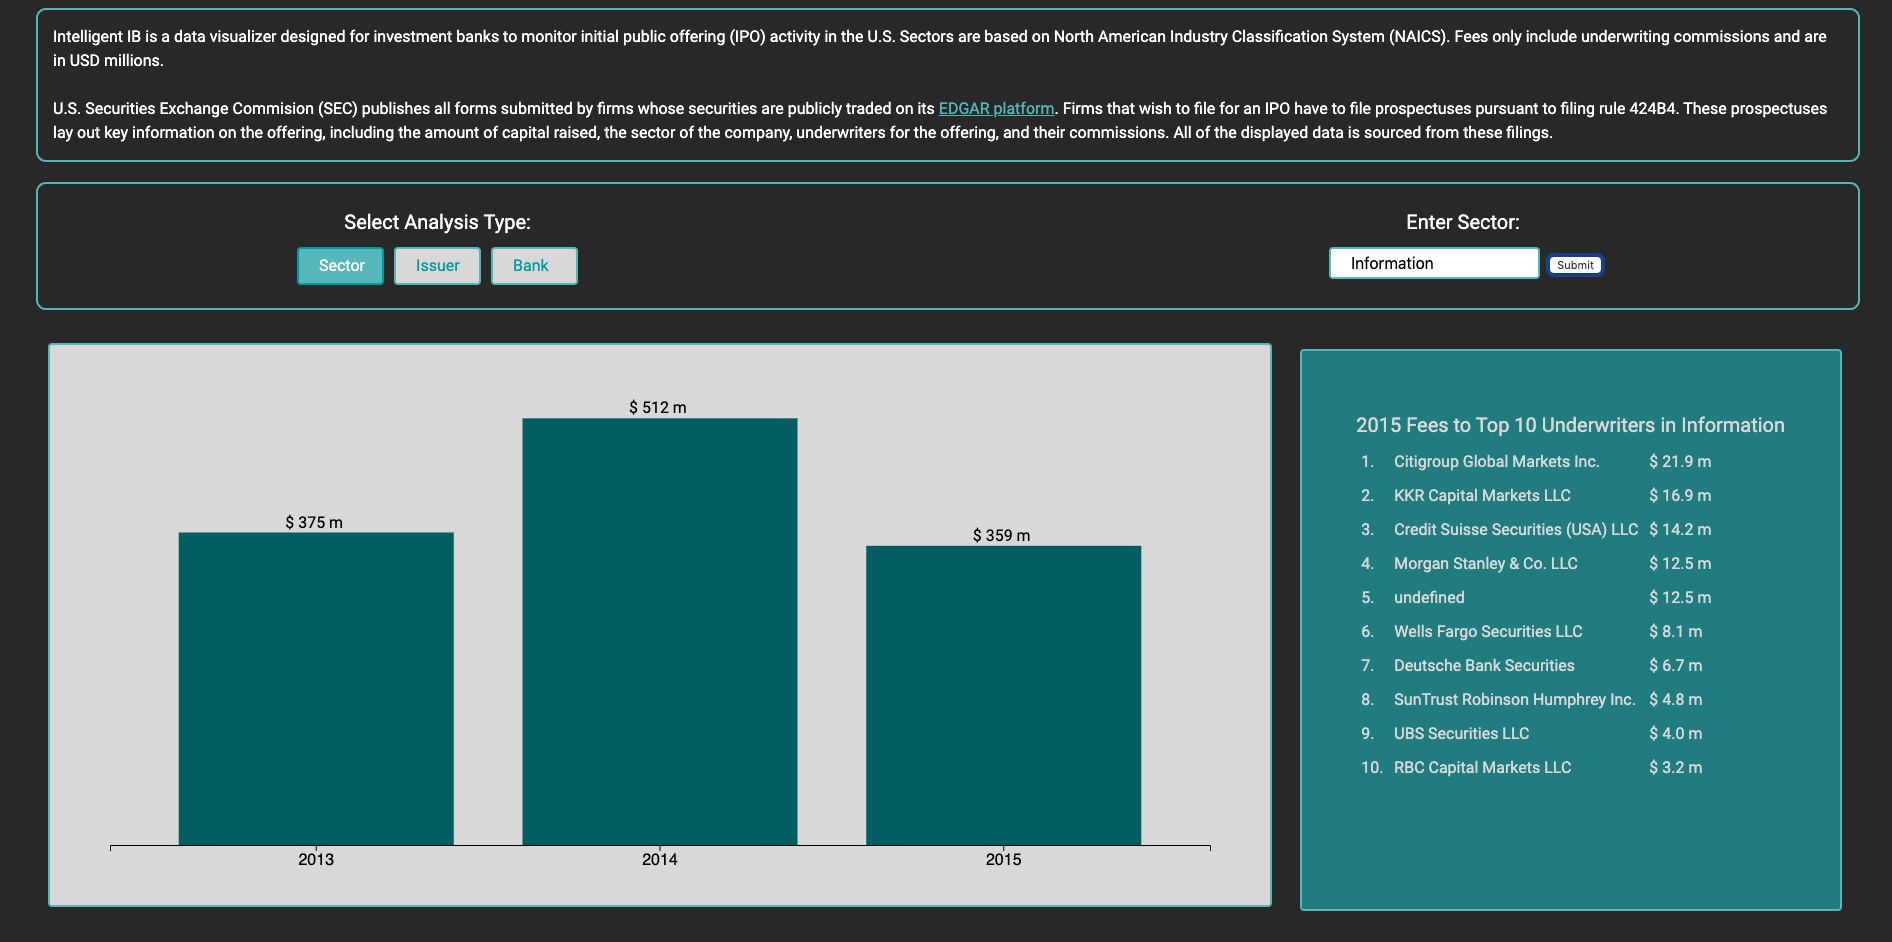 Intelligent IB is a data visualizer designed for investment banks to monitor initial public offering (IPO) activity in the U.S. Sectors are based on North American Industry Classification System (NAICS). Fees only include underwriting commissions and are
in USD millions.
U.S. Securities Exchange Commision (SEC) publishes all forms submitted by firms whose securities are publicly traded on its EDGAR platform. Firms that wish to file for an IPO have to file prospectuses pursuant to filing rule 424B4. These prospectuses
lay out key information on the offering, including the amount of capital raised, the sector of the company, underwriters for the offering, and their commissions. All of the displayed data is sourced from these filings.
Select Analysis Type:
Sector Issuer Bank
Enter Sector:
Information Submit
$ 375 m
$ 512 m
$ 359 m
2013 2014 2015
2015 Fees to Top 10 Underwriters in Information
1. Citigroup Global Markets Inc. $ 21.9 m
2. KKR Capital Markets LLC $ 16.9 m
3. Credit Suisse Securities (USA) LLC $ 14.2 m
4. Morgan Stanley & Co. LLC $ 12.5 m
5. undefined $ 12.5 m
6. Wells Fargo Securities LLC $ 8.1 m
7. Deutsche Bank Securities $ 6.7 m
8. SunTrust Robinson Humphrey Inc. $ 4.8 m
9. UBS Securities LLC $ 4.0 m
10. RBC Capital Markets LLC $ 3.2 m